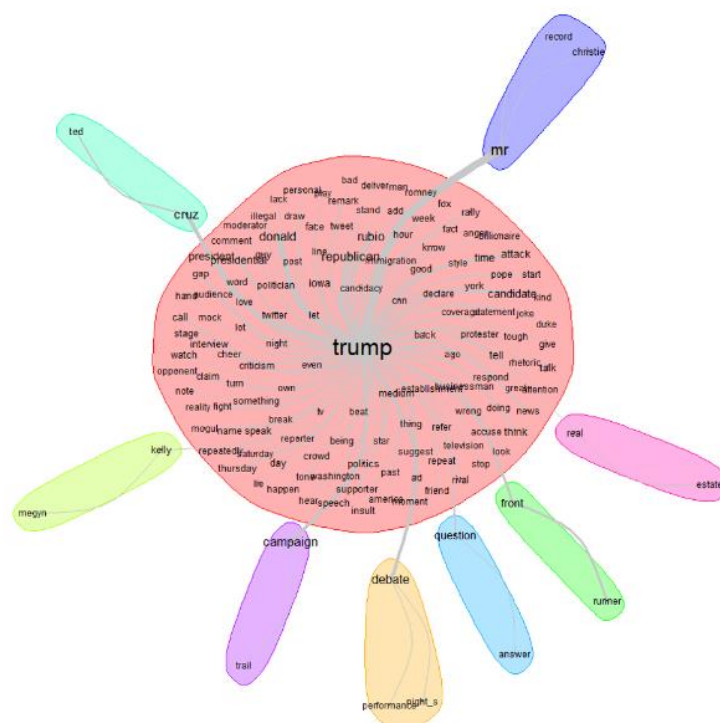 record
christie
mr
ted
cruz
bad
deliver
man
personal
play
romney
lack
remark
fox
illegal
draw
stand
add
week
rally
moderator
face
tweet
rubio
hour
fact
anger
billionaire
comment
donald
line
republican
immigration
know
president
guy
presidential
post
good
style
time
attack
gap
word
politician
iowa
candidacy
pope
start
hand
audience
love
cnn
declare
york
candidate
kind
call
mock
lot
twitter
let
coverage
statement
joke
duke
stage
interview
cheer
night
trump
back
protester
tough
give
watch
criticism
even
ago
tell
rhetoric
talk
opponent
claim
turn
own
medium
establishment
businessman
respond
great
attention
note
something
reality
fight
tv
beat
wrong
doing
news
mogul
name
speak
break
being
star
thing
refer
accuse
think
kelly
repeatedly
saturday
reporter
crowd
politics
suggest
television
look
thursday
day
tone
washington
past
ad
repeat
stop
lie
happen
supporter
america
friend
rival
hear
speech
insult
moment
real
estate
front
runner
megyn
campaign
trail
debate
performance
night_s
question
answer